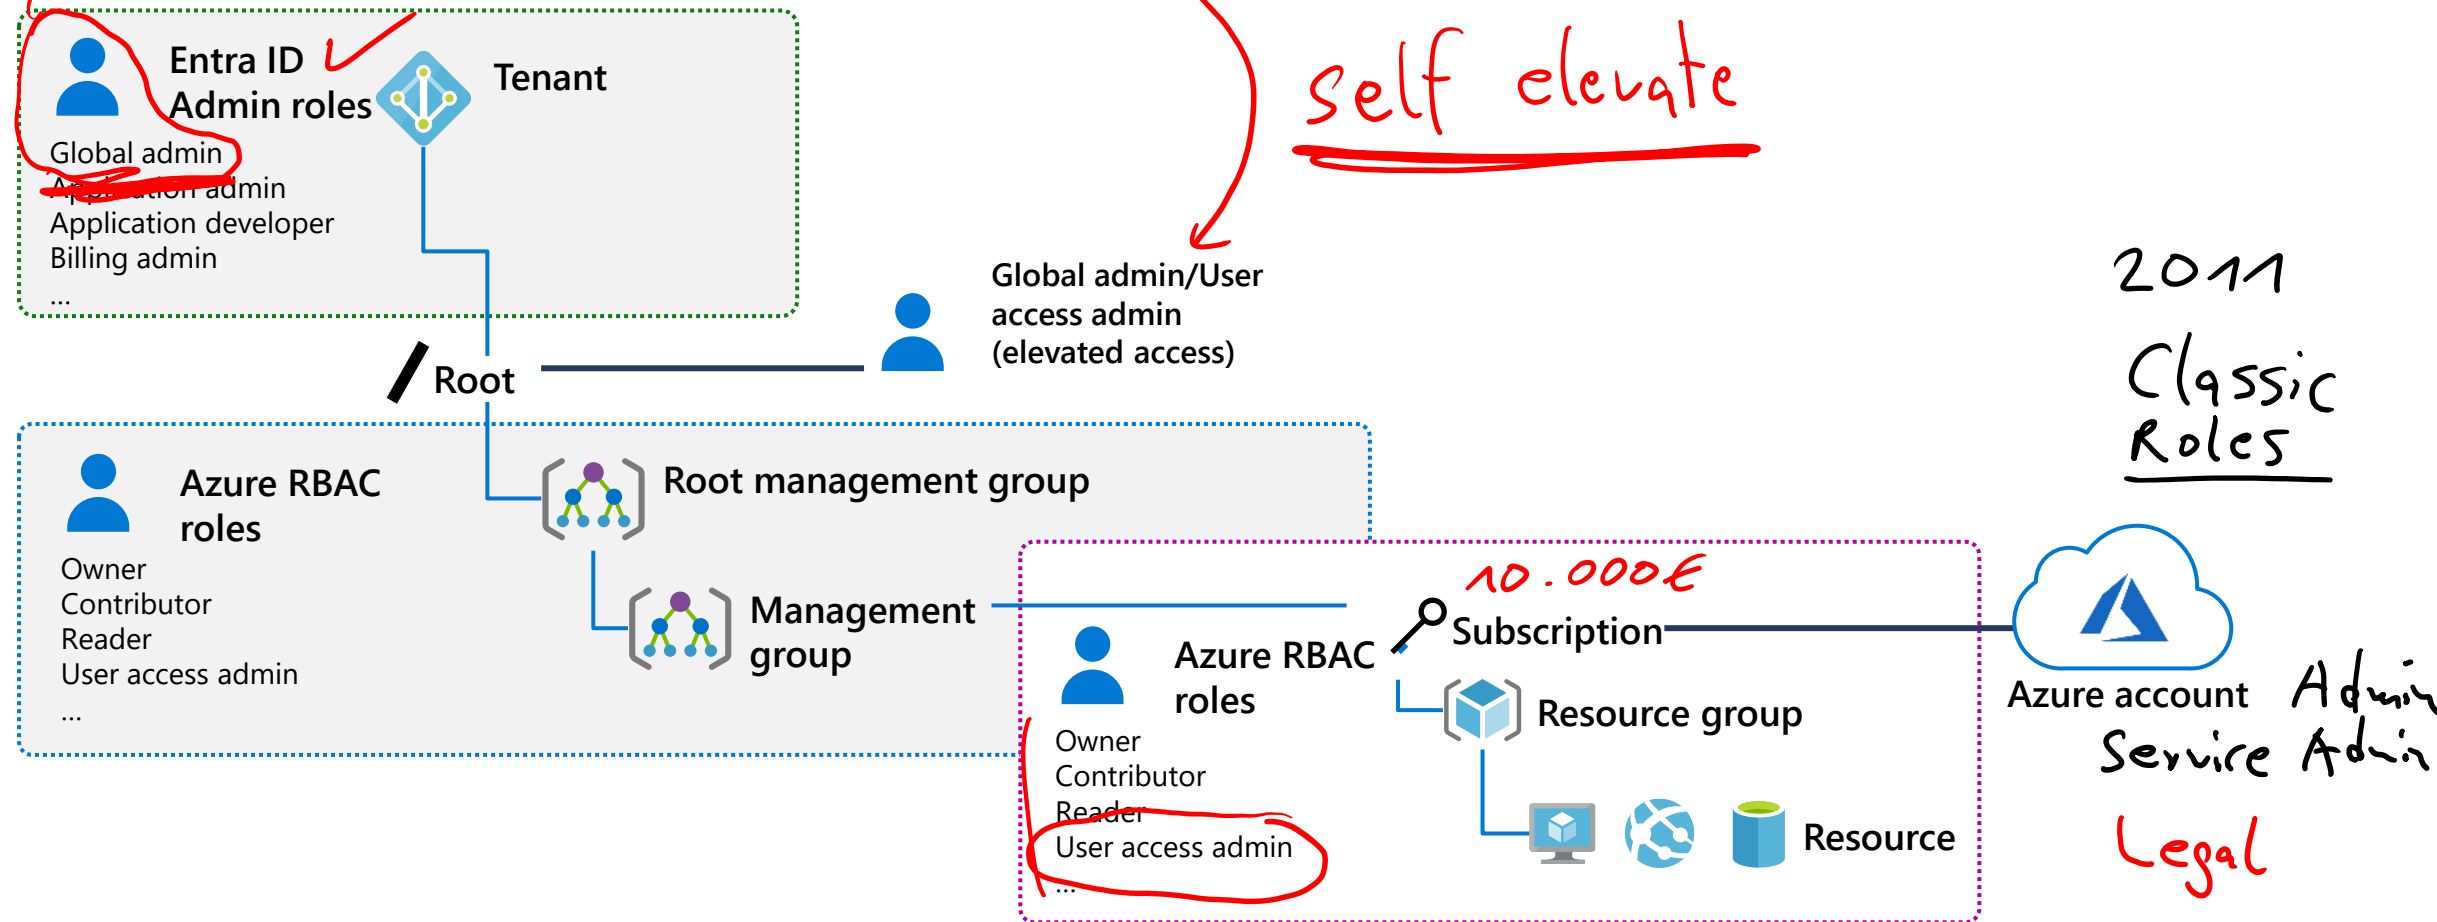 Entra ID
Admin roles
Tenant
Global admin
Application admin
Application developer
Billing admin
...
self elevate
Global admin/User
access admin
(elevated access)
Root
2011
Classic
Roles
Azure RBAC
roles
Owner
Contributor
Reader
User access admin
...
Root management group
Management
group
10.000€
Subscription
Azure RBAC
roles
Owner
Contributor
Reader
User access admin
...
Resource group
Resource
Azure account Admin
Service Admin
Legal